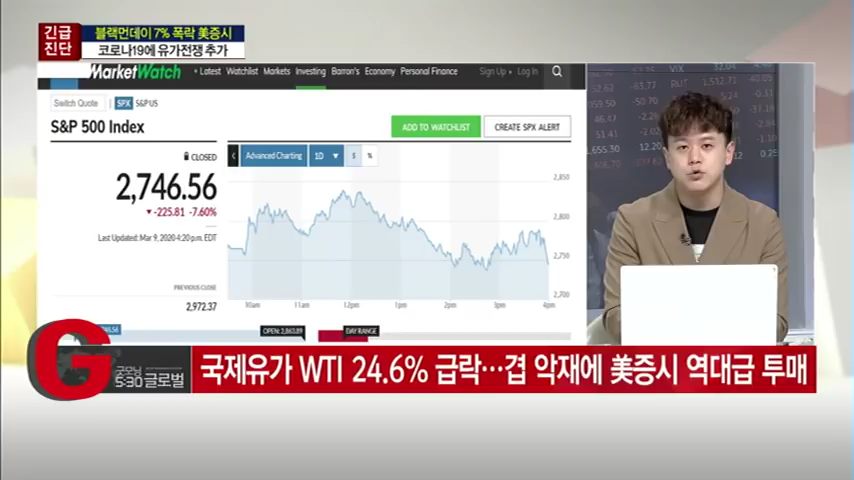 긴급
진단
블랙먼데이 7% 폭락 美증시
코로나19에 유가전쟁 추가
MarketWatch
Latest Watchlist Markets Investing Barron's Economy Personal Finance
Sign Up • Log In
Switch Quote | SPX S&P US
S&P 500 Index
ADD TO WATCHLIST
CREATE SPX ALERT
CLOSED
2,746.56
▼-225.81 -7.60%
Last Updated: Mar 9, 2020 4:20 p.m. EDT
PREVIOUS CLOSE
2,972.37
< Advanced Charting 1D ▼ $ %
2,850
2,800
2,750
2,700
10am 11am 12pm 1pm 2pm 3pm 4pm
OPEN: 2,863.89
DAY RANGE
VIX
RUT
G
굿모닝
5:30 글로벌
국제유가 WTI 24.6% 급락…겹 악재에 美증시 역대급 투매